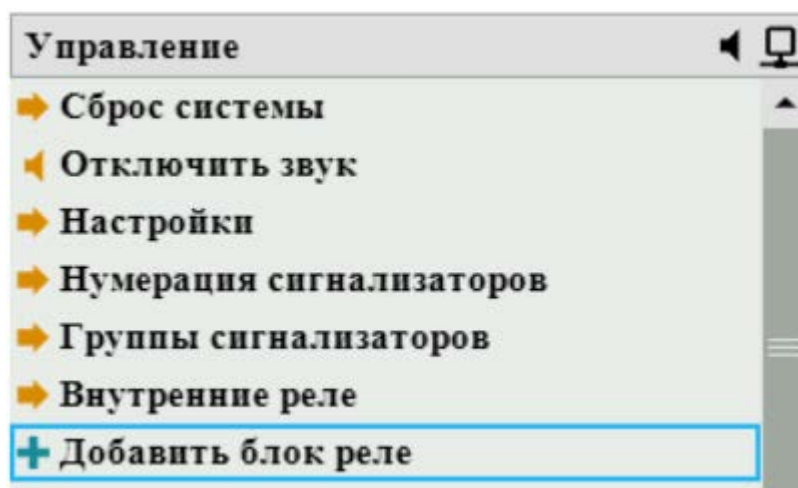 Управление
Сброс системы
Отключить звук
Настройки
Нумерация сигнализаторов
Группы сигнализаторов
Внутренние реле
Добавить блок реле